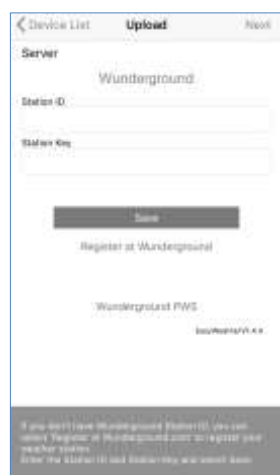 Device List Upload Next
Server
Wunderground
Station ID
Station Key
Save
Register at Wunderground
Wunderground PWS
If you don't have Wunderground Station ID, you can
select 'Register at Wunderground.com' to register your
weather station.
Enter the Station ID and Station Key and select Save.